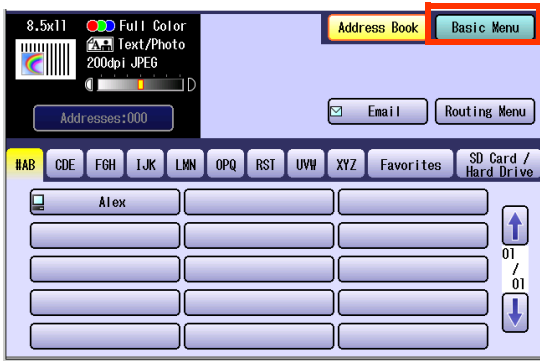 8.5x11 Full Color
A Text/Photo
200dpi JPEG
D
Addresses:000
Address Book Basic Menu
Email Routing Menu
#AB CDE FGH IJK LMN OPQ RST UVW XYZ Favorites SD Card /
Hard Drive
Alex
01
/
01